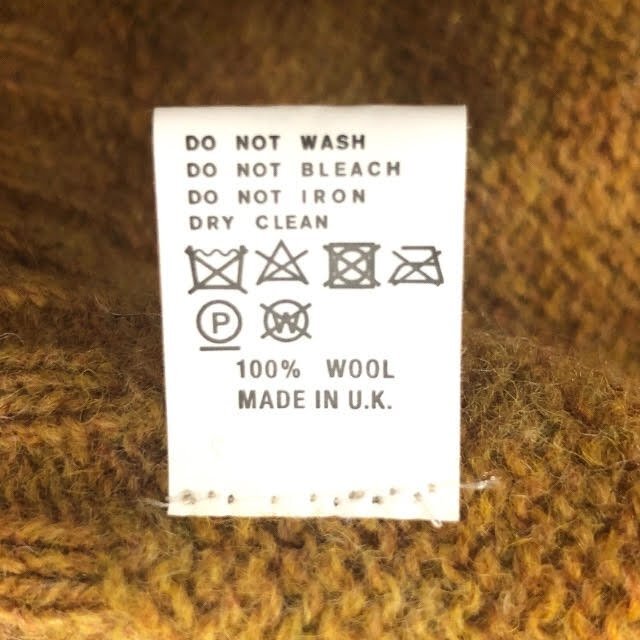 DO NOT WASH
DO NOT BLEACH
DO NOT IRON
DRY CLEAN
P W
100% WOOL
MADE IN U.K.